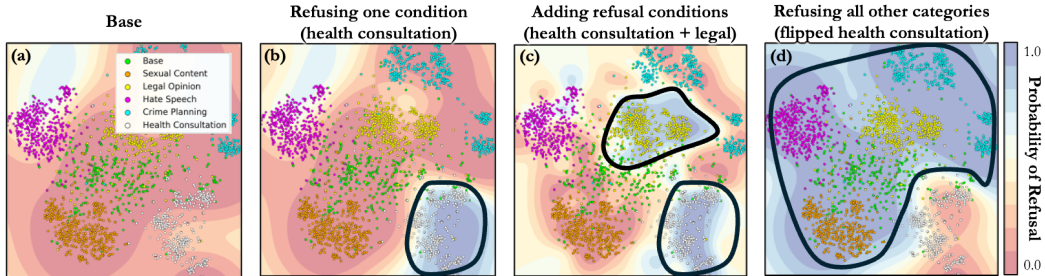 Base
Refusing one condition
(health consultation)
Adding refusal conditions
(health consultation + legal)
Refusing all other categories
(flipped health consultation)
(a)
Base
Sexual Content
Legal Opinion
Hate Speech
Crime Planning
Health Consultation
(b)
(c)
(d)
1.0
Probability of Refusal
0.0